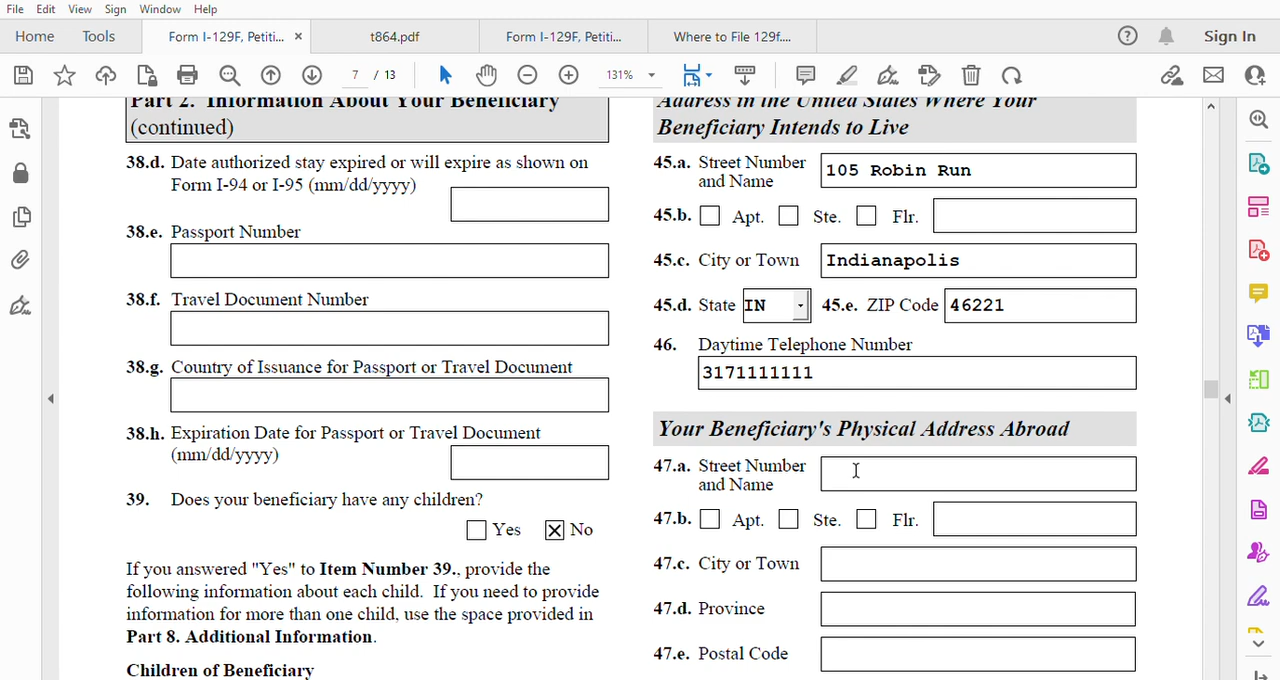 File Edit View Sign Window Help
Home Tools Form I-129F, Petiti... × t864.pdf Form I-129F, Petiti... Where to File 129f.... Sign In
7 / 13 131%
Part 2. Information About Your Beneficiary
(continued)
38.d. Date authorized stay expired or will expire as shown on
Form I-94 or I-95 (mm/dd/yyyy)
38.e. Passport Number
38.f. Travel Document Number
38.g. Country of Issuance for Passport or Travel Document
38.h. Expiration Date for Passport or Travel Document
(mm/dd/yyyy)
39. Does your beneficiary have any children?
Yes No
If you answered "Yes" to Item Number 39., provide the
following information about each child. If you need to provide
information for more than one child, use the space provided in
Part 8. Additional Information.
Children of Beneficiary
Address in the United States Where Your
Beneficiary Intends to Live
45.a. Street Number
and Name
105 Robin Run
45.b. Apt. Ste. Flr.
45.c. City or Town Indianapolis
45.d. State IN 45.e. ZIP Code 46221
46. Daytime Telephone Number
3171111111
Your Beneficiary's Physical Address Abroad
47.a. Street Number
and Name
47.b. Apt. Ste. Flr.
47.c. City or Town
47.d. Province
47.e. Postal Code